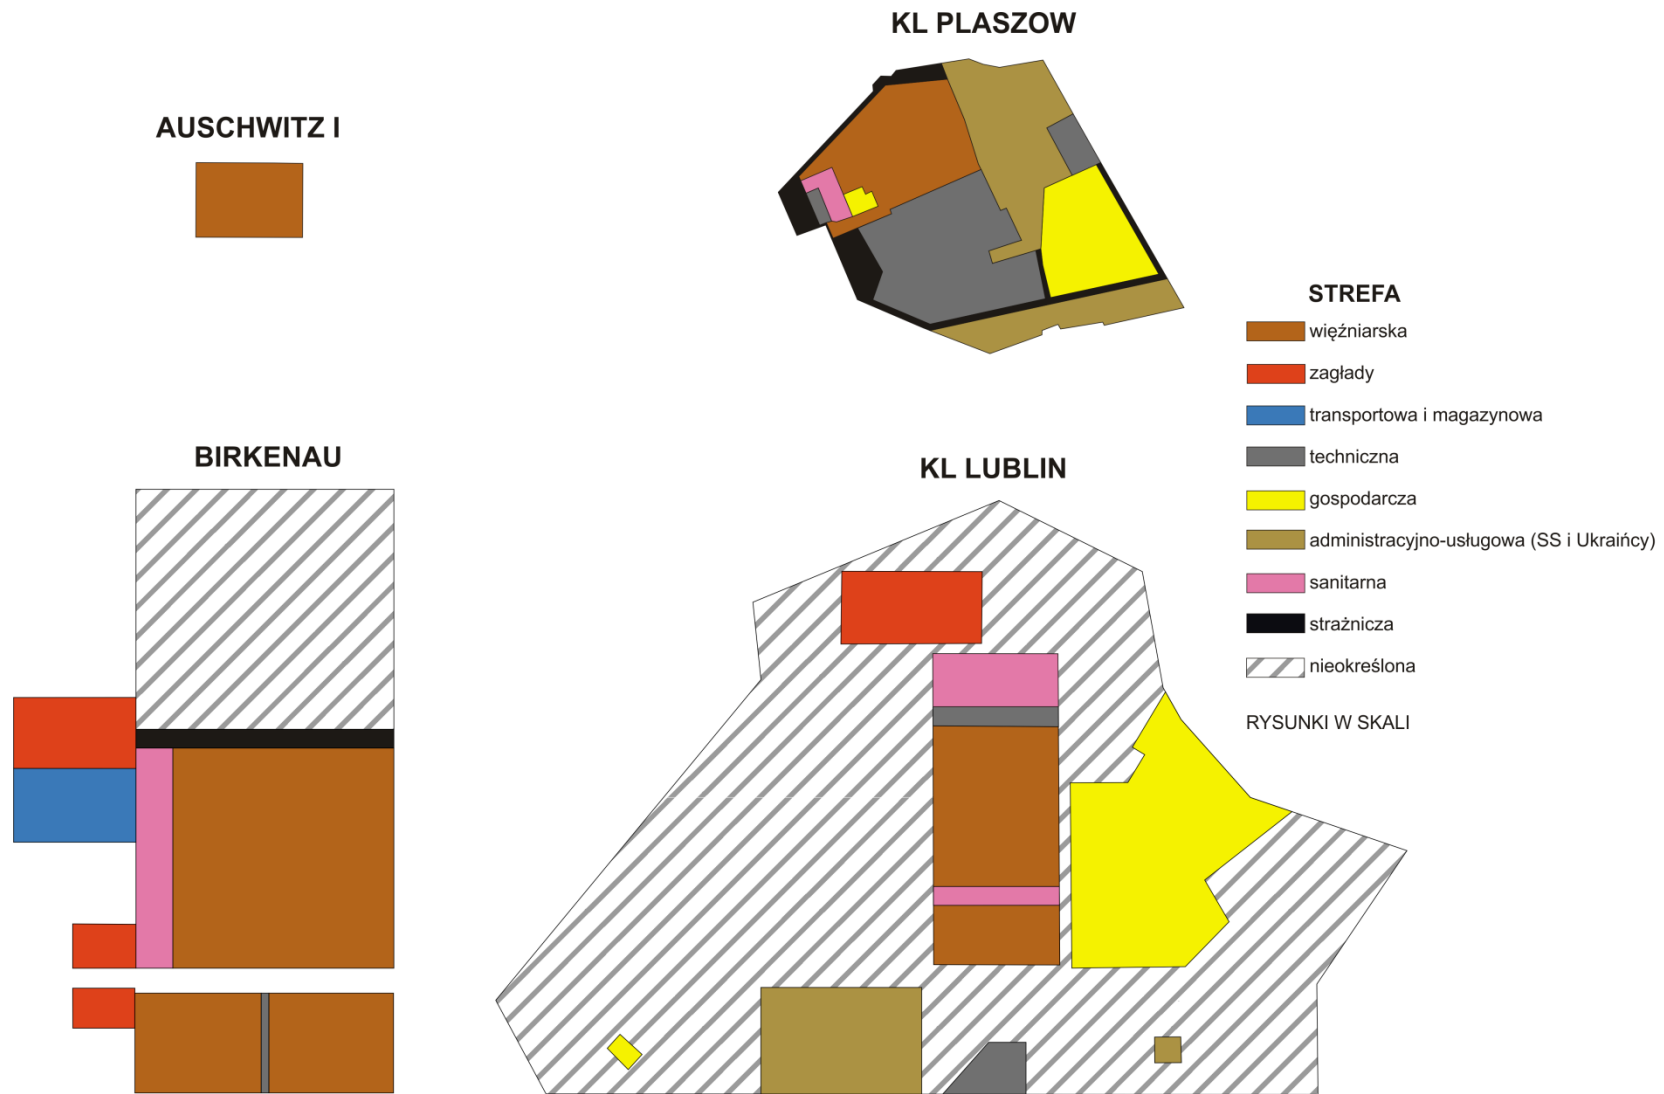 KL PLASZOW
AUSCHWITZ I
BIRKENAU
KL LUBLIN
STREFA
więźniarska
zagłady
transportowa i magazynowa
techniczna
gospodarcza
administracyjno-usługowa (SS i Ukraińcy)
sanitarna
strażnicza
nieokreślona
RYSUNKI W SKALI